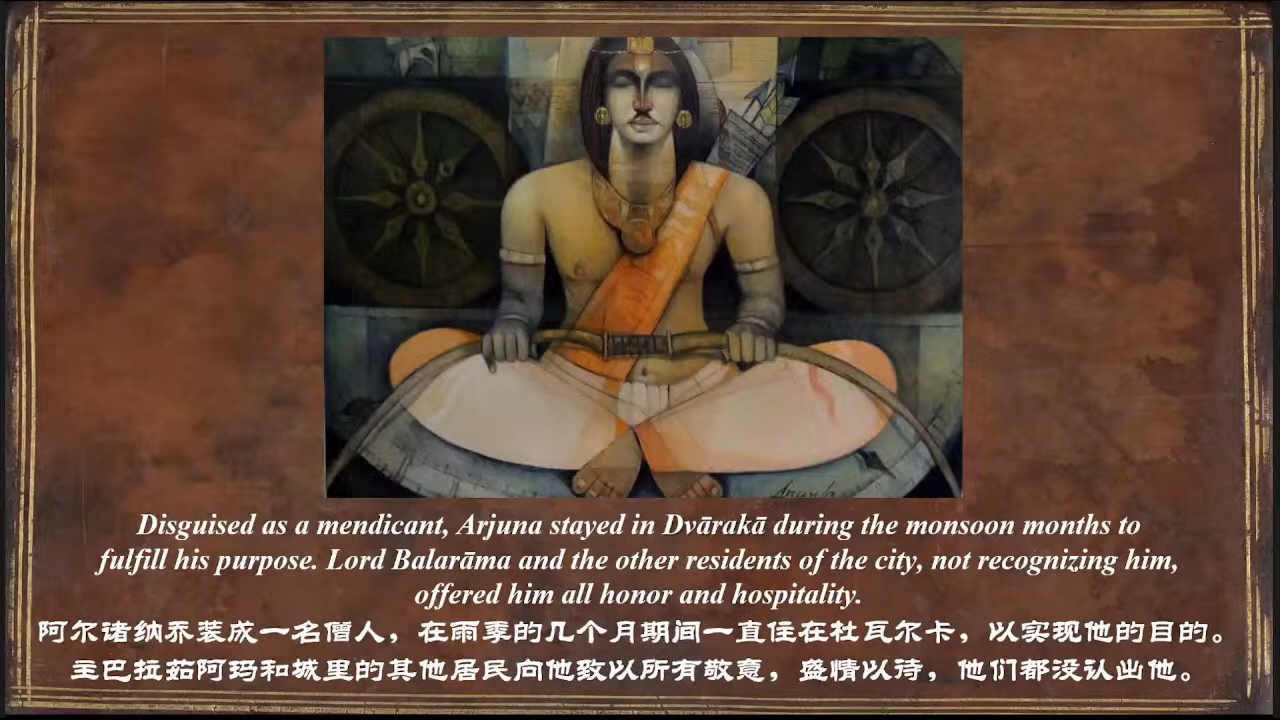 Disguised as a mendicant, Arjuna stayed in Dvārakā during the monsoon months to
fulfill his purpose. Lord Balarāma and the other residents of the city, not recognizing him,
offered him all honor and hospitality.
阿尔诸纳乔装成一名僧人，在雨季的几个月期间一直住在杜瓦尔卡，以实现他的目的。
主巴拉茹阿玛和城里的其他居民向他致以所有敬意，盛情以待，他们都没认出他。